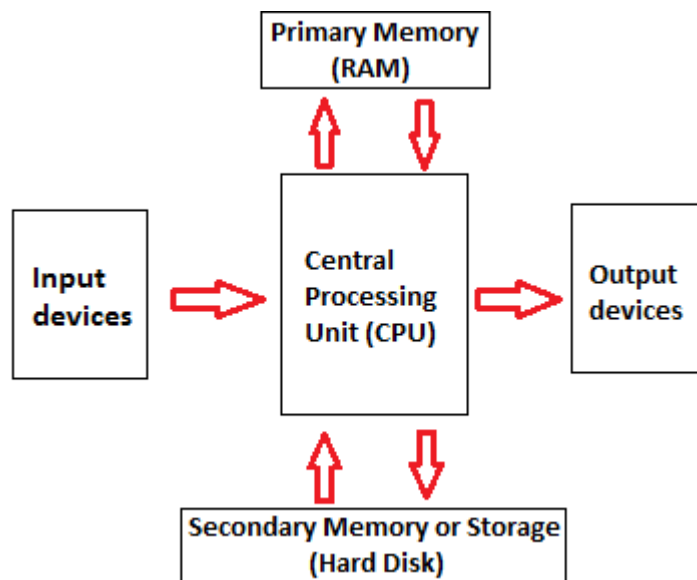 Primary Memory
(RAM)
Input
devices
Central
Processing
Unit (CPU)
Output
devices
Secondary Memory or Storage
(Hard Disk)